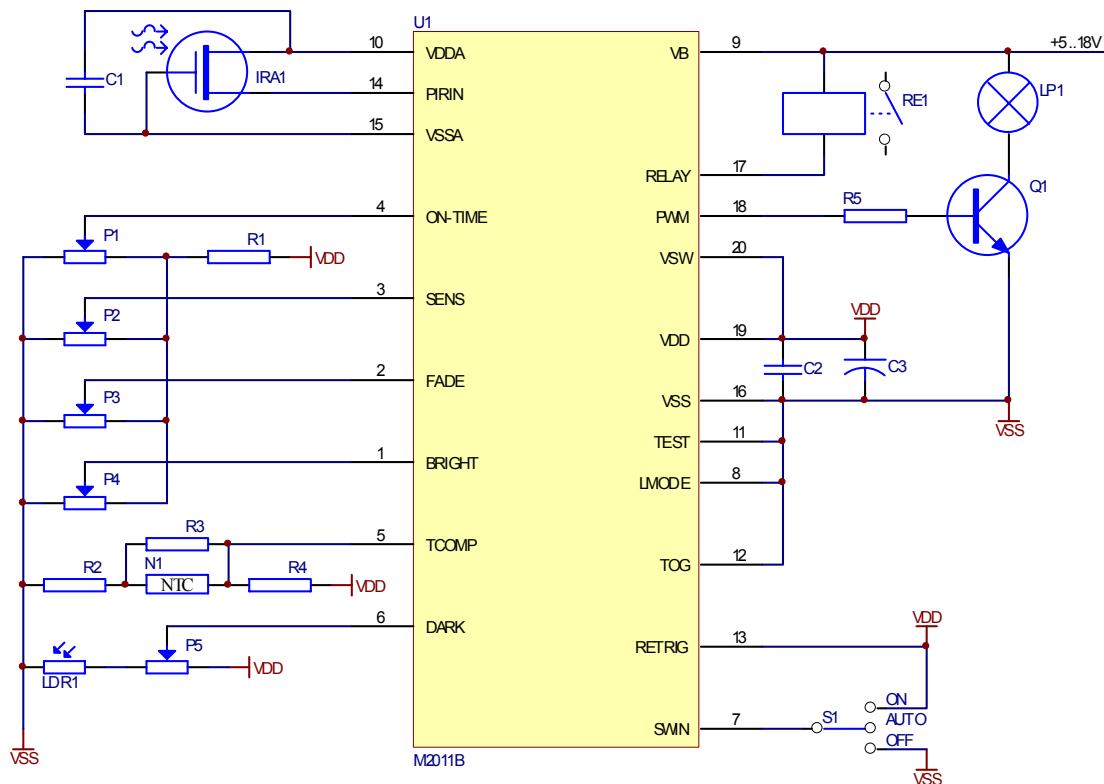 U1
10 VDDA
VB 9
+5..18V
C1
IRA1
LP1
14 PIRIN
RE1
15 VSSA
RELAY 17
Q1
4 ON-TIME
PWM 18
R5
P1
R1
VDD
VSW 20
3 SENS
P2
VDD
VDD 19
2 FADE
C2
C3
P3
VSS 16
VSS
TEST 11
1 BRIGHT
P4
LMODE 8
R3
5 TCOMP
N1
TOG 12
R2
NTC
R4
VDD
6 DARK
VDD
P5
RETRIG 13
VDD
LDR1
ON
S1
AUTO
SWIN 7
OFF
VSS
M2011B
VSS